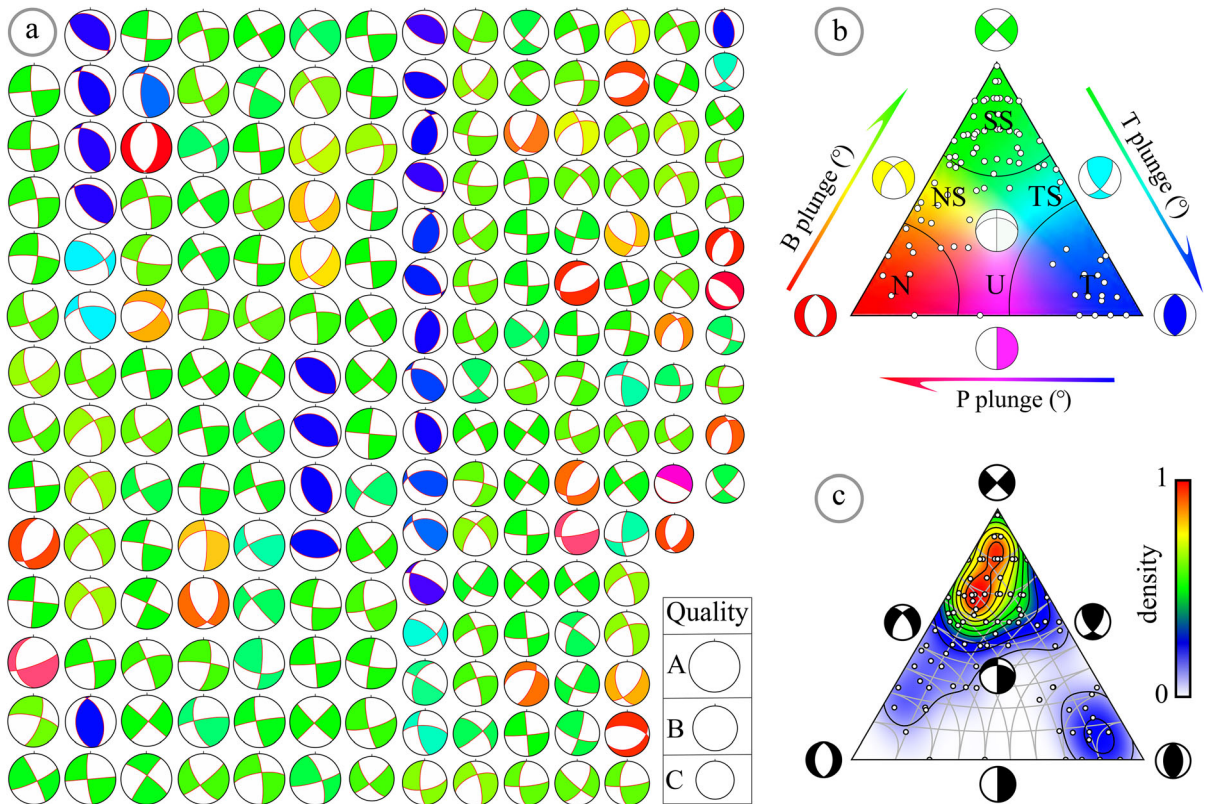 a
Quality
A
B
C
b
SS
B plunge (°)
T plunge (°)
NS
TS
N
U
T
P plunge (°)
c
1
density
0